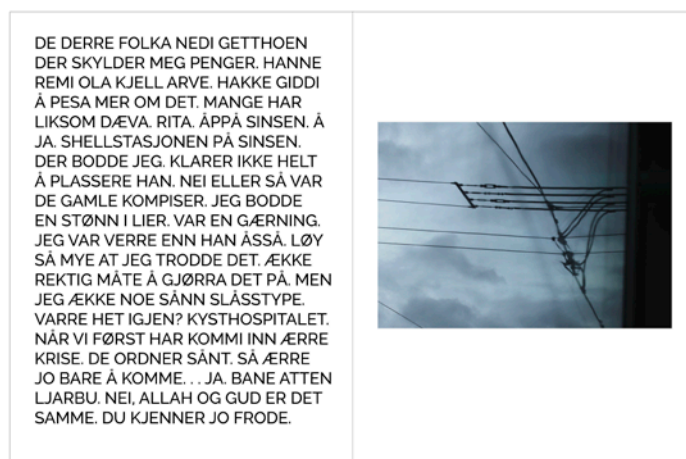 DE DERRE FOLKA NEDI GETTHOEN
DER SKYLDER MEG PENGER. HANNE
REMI OLA KJELL ARVE. HAKKE GIDDI
Å PESA MER OM DET. MANGE HAR
LIKSOM DÆVA. RITA. ÅPPÅ SINSEN. Å
JA. SHELLSTASJONEN PÅ SINSEN.
DER BODDE JEG. KLARER IKKE HELT
Å PLASSERE HAN. NEI ELLER SÅ VAR
DE GAMLE KOMPISER. JEG BODDE
EN STØNN I LIER. VAR EN GÆRNING.
JEG VAR VERRE ENN HAN ÅSSÅ. LØY
SÅ MYE AT JEG TRODDE DET. ÆKKE
REKTIG MÅTE Å GJØRRA DET PÅ. MEN
JEG ÆKKE NOE SÅNN SLÅSSTYPE.
VARRE HET IGJEN? KYSTHOSPITALET.
NÅR VI FØRST HAR KOMMI INN ÆRRE
KRISE. DE ORDNER SÅNT. SÅ ÆRRE
JO BARE Å KOMME. . . JA. BANE ATTEN
LJARBU. NEI, ALLAH OG GUD ER DET
SAMME. DU KJENNER JO FRODE.